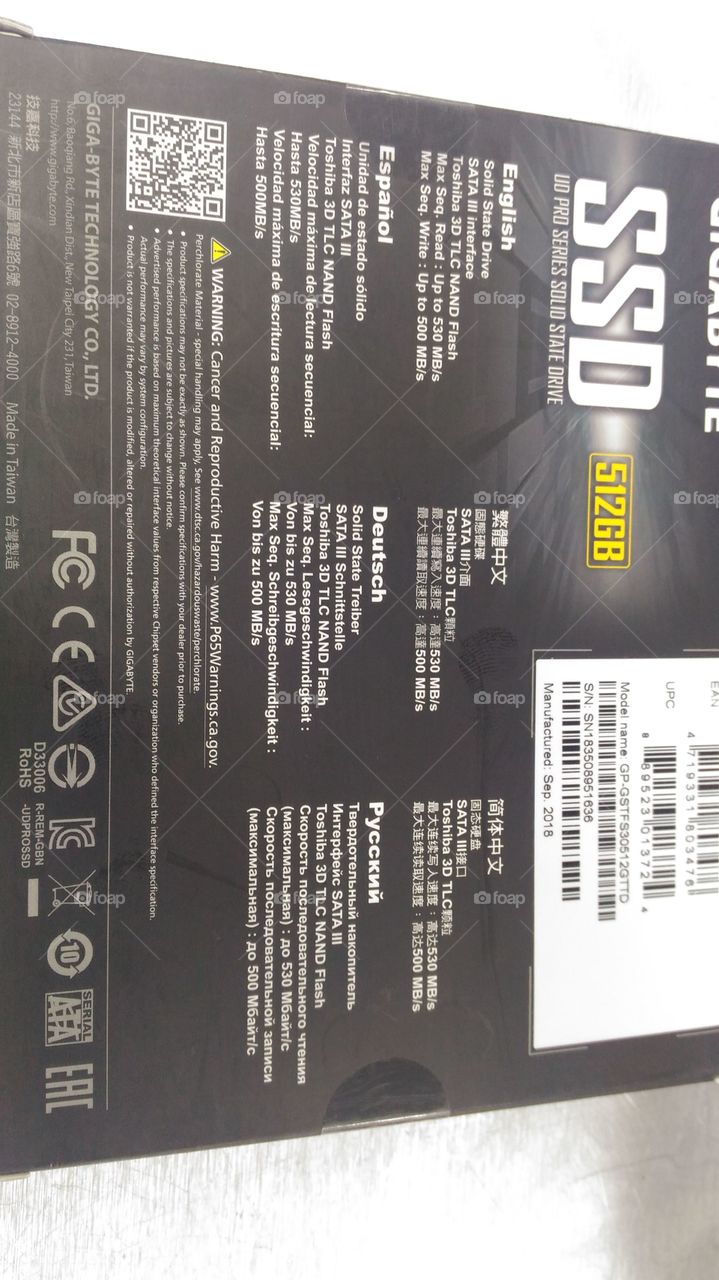 GIGABYTE
SSD 512GB
UD PRO SERIES SOLID STATE DRIVE
EAN
4 719331 803476
UPC
8 89523 01372 4
Model name: GP-GSTFS30512GTTD
S/N: SN183508951636
Manufactured: Sep. 2018
English
Solid State Drive
SATA III Interface
Toshiba 3D TLC NAND Flash
Max Seq. Read : Up to 530 MB/s
Max Seq. Write : Up to 500 MB/s
繁體中文
固態硬碟
SATA III介面
Toshiba 3D TLC顆粒
最大連續寫入速度：高達530 MB/s
最大連續讀取速度：高達500 MB/s
简体中文
固态硬盘
SATA III接口
Toshiba 3D TLC颗粒
最大连续写入速度：高达530 MB/s
最大连续读取速度：高达500 MB/s
Español
Unidad de estado sólido
Interfaz SATA III
Toshiba 3D TLC NAND Flash
Velocidad máxima de lectura secuencial:
Hasta 530MB/s
Velocidad máxima de escritura secuencial:
Hasta 500MB/s
Deutsch
Solid State Treiber
SATA III Schnittstelle
Toshiba 3D TLC NAND Flash
Max Seq. Lesegeschwindigkeit :
Von bis zu 530 MB/s
Max Seq. Schreibgeschwindigkeit :
Von bis zu 500 MB/s
Русский
Твердотельный накопитель
Интерфейс SATA III
Toshiba 3D TLC NAND Flash
Скорость последовательного чтения
(максимальная) : до 530 Мбайт/с
Скорость последовательной записи
(максимальная) : до 500 Мбайт/с
WARNING: Cancer and Reproductive Harm - www.P65Warnings.ca.gov.
Perchlorate Material - special handling may apply, See www.dtsc.ca.gov/hazardouswaste/perchlorate.
• Product specifications may not be exactly as shown. Please confirm specifications with your dealer prior to purchase.
• The specifications and pictures are subject to change without notice.
• Advertised performance is based on maximum theoretical interface values from respective Chipset vendors or organization who defined the interface specification.
Actual performance may vary by system configuration.
• Product is not warranted if the product is modified, altered or repaired without authorization by GIGABYTE.
GIGA-BYTE TECHNOLOGY CO., LTD.
No.6, Baoqiang Rd., Xindian Dist., New Taipei City 231, Taiwan
http://www.gigabyte.com
技嘉科技
23144 新北市新店區寶強路6號 02-8912-4000 Made in Taiwan 台灣製造
FC CE
D33006
RoHS
R-REM-GBN
-UDPROSSD
10
SERIAL
ATA
EAC
foap